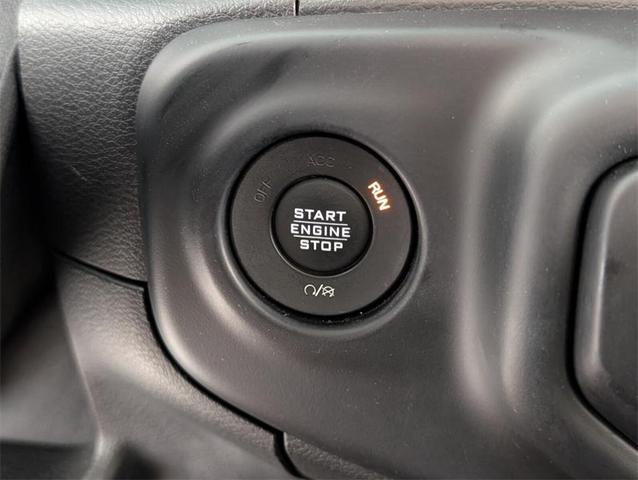 ACC
OFF
RUN
START
ENGINE
STOP